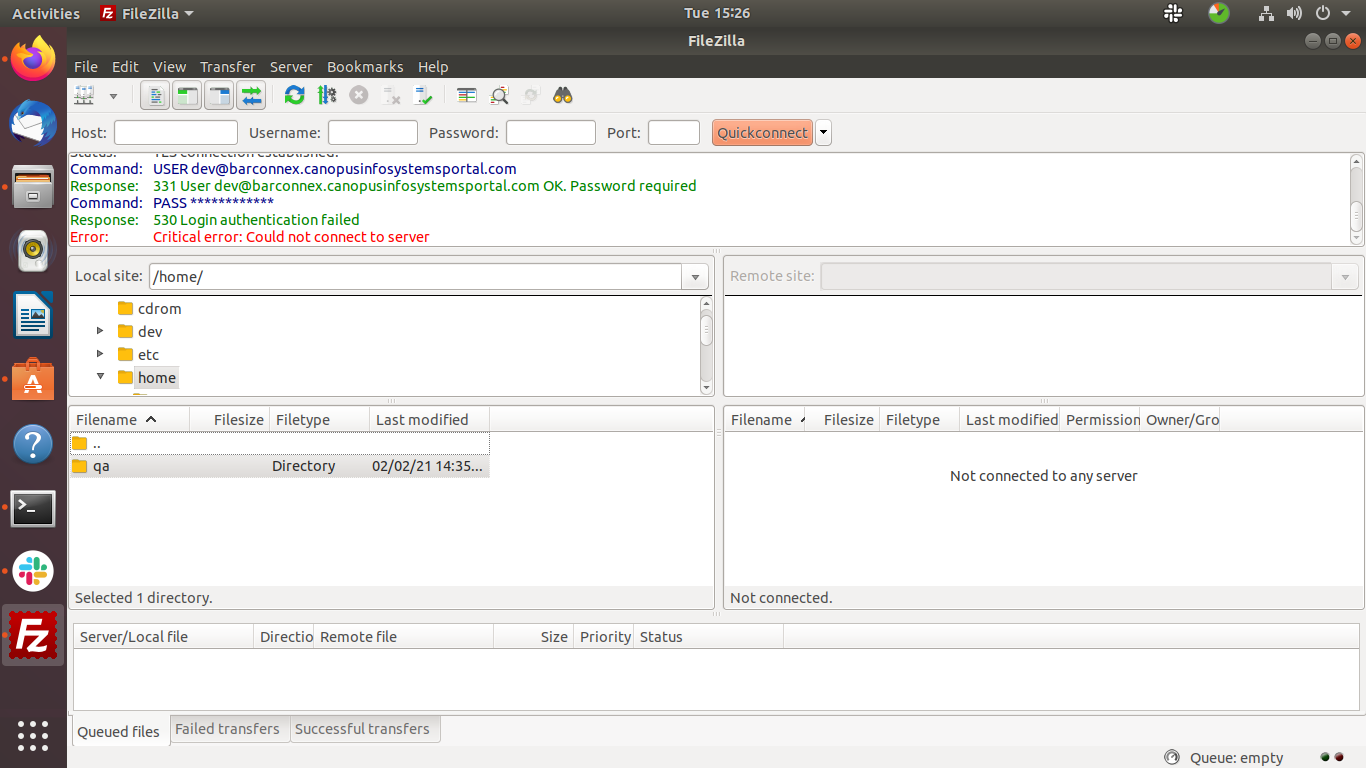 Activities FileZilla Tue 15:26
FileZilla
File Edit View Transfer Server Bookmarks Help
Host: Username: Password: Port: Quickconnect
Status: TLS connection established.
Command: USER dev@barconnex.canopusinfosystemsportal.com
Response: 331 User dev@barconnex.canopusinfosystemsportal.com OK. Password required
Command: PASS ************
Response: 530 Login authentication failed
Error: Critical error: Could not connect to server
Local site: /home/ Remote site:
cdrom
dev
etc
home
Filename Filesize Filetype Last modified Filename Filesize Filetype Last modified Permission Owner/Gro
..
qa Directory 02/02/21 14:35...
Not connected to any server
Selected 1 directory. Not connected.
Server/Local file Directio Remote file Size Priority Status
Queued files Failed transfers Successful transfers
Queue: empty